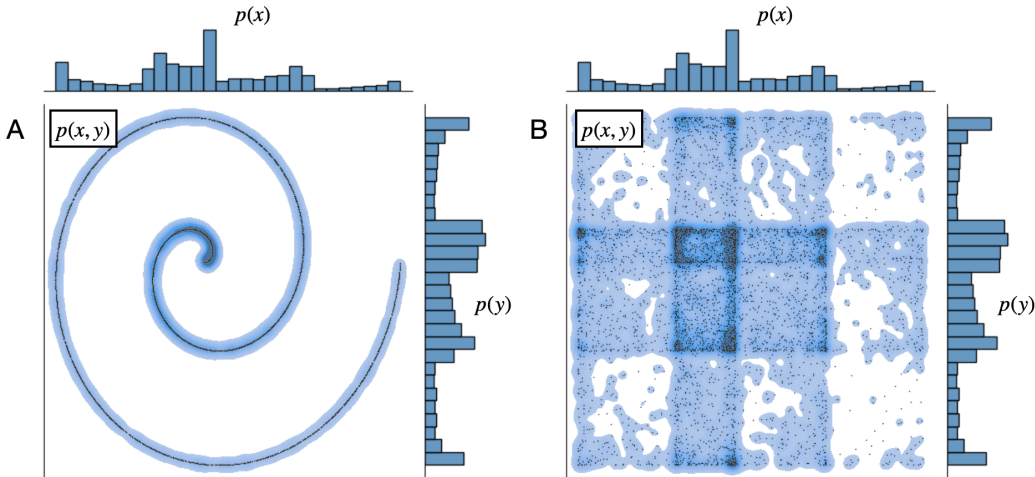 p(x)
p(x)
A
p(x, y)
B
p(x, y)
p(y)
p(y)